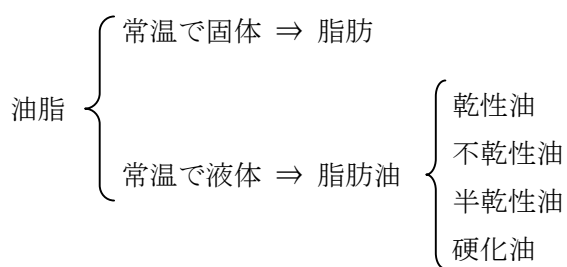 油脂
常温で固体 ⇒ 脂肪
常温で液体 ⇒ 脂肪油
乾性油
不乾性油
半乾性油
硬化油